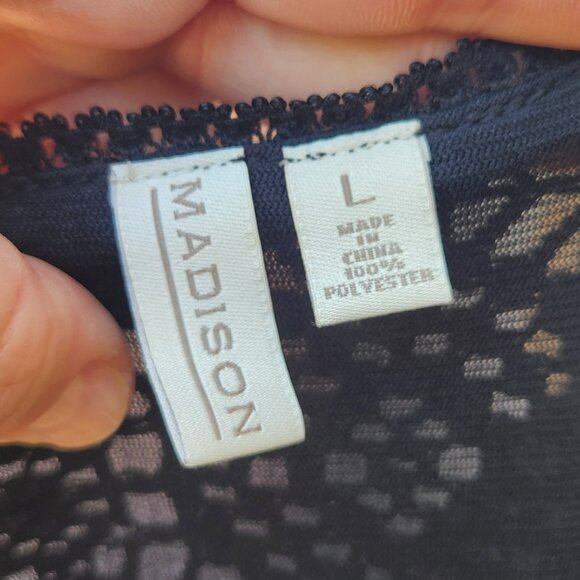 MADISON
L
MADE
IN
CHINA
100%
POLYESTER